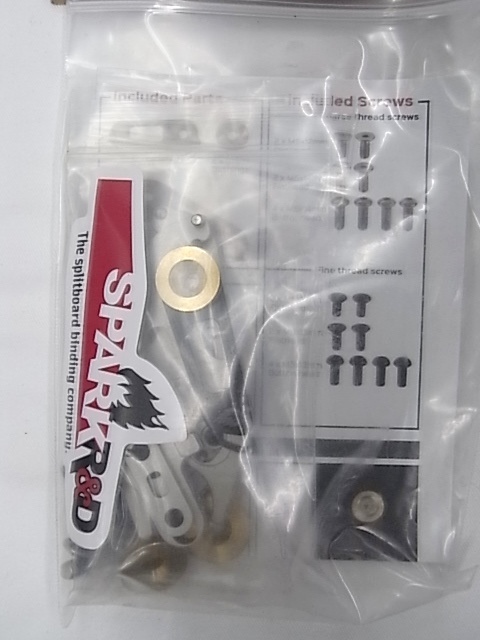 Included Parts
Included Screws
thread screws
Fine thread screws
SPARK R&D
The splitboard binding company.